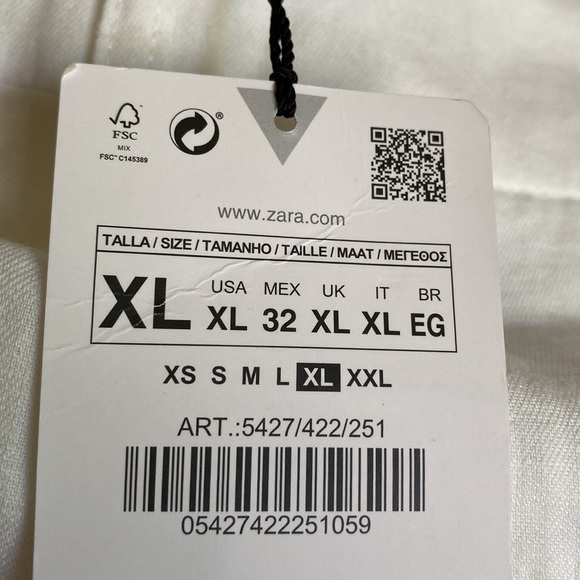 FSC
MIX
FSC® C145389
®
www.zara.com
TALLA / SIZE / TAMANHO / TAILLE / MAAT / ΜΕΓΕΘΟΣ
USA MEX UK IT BR
XL XL 32 XL XL EG
XS S M L XL XXL
ART.:5427/422/251
05427422251059